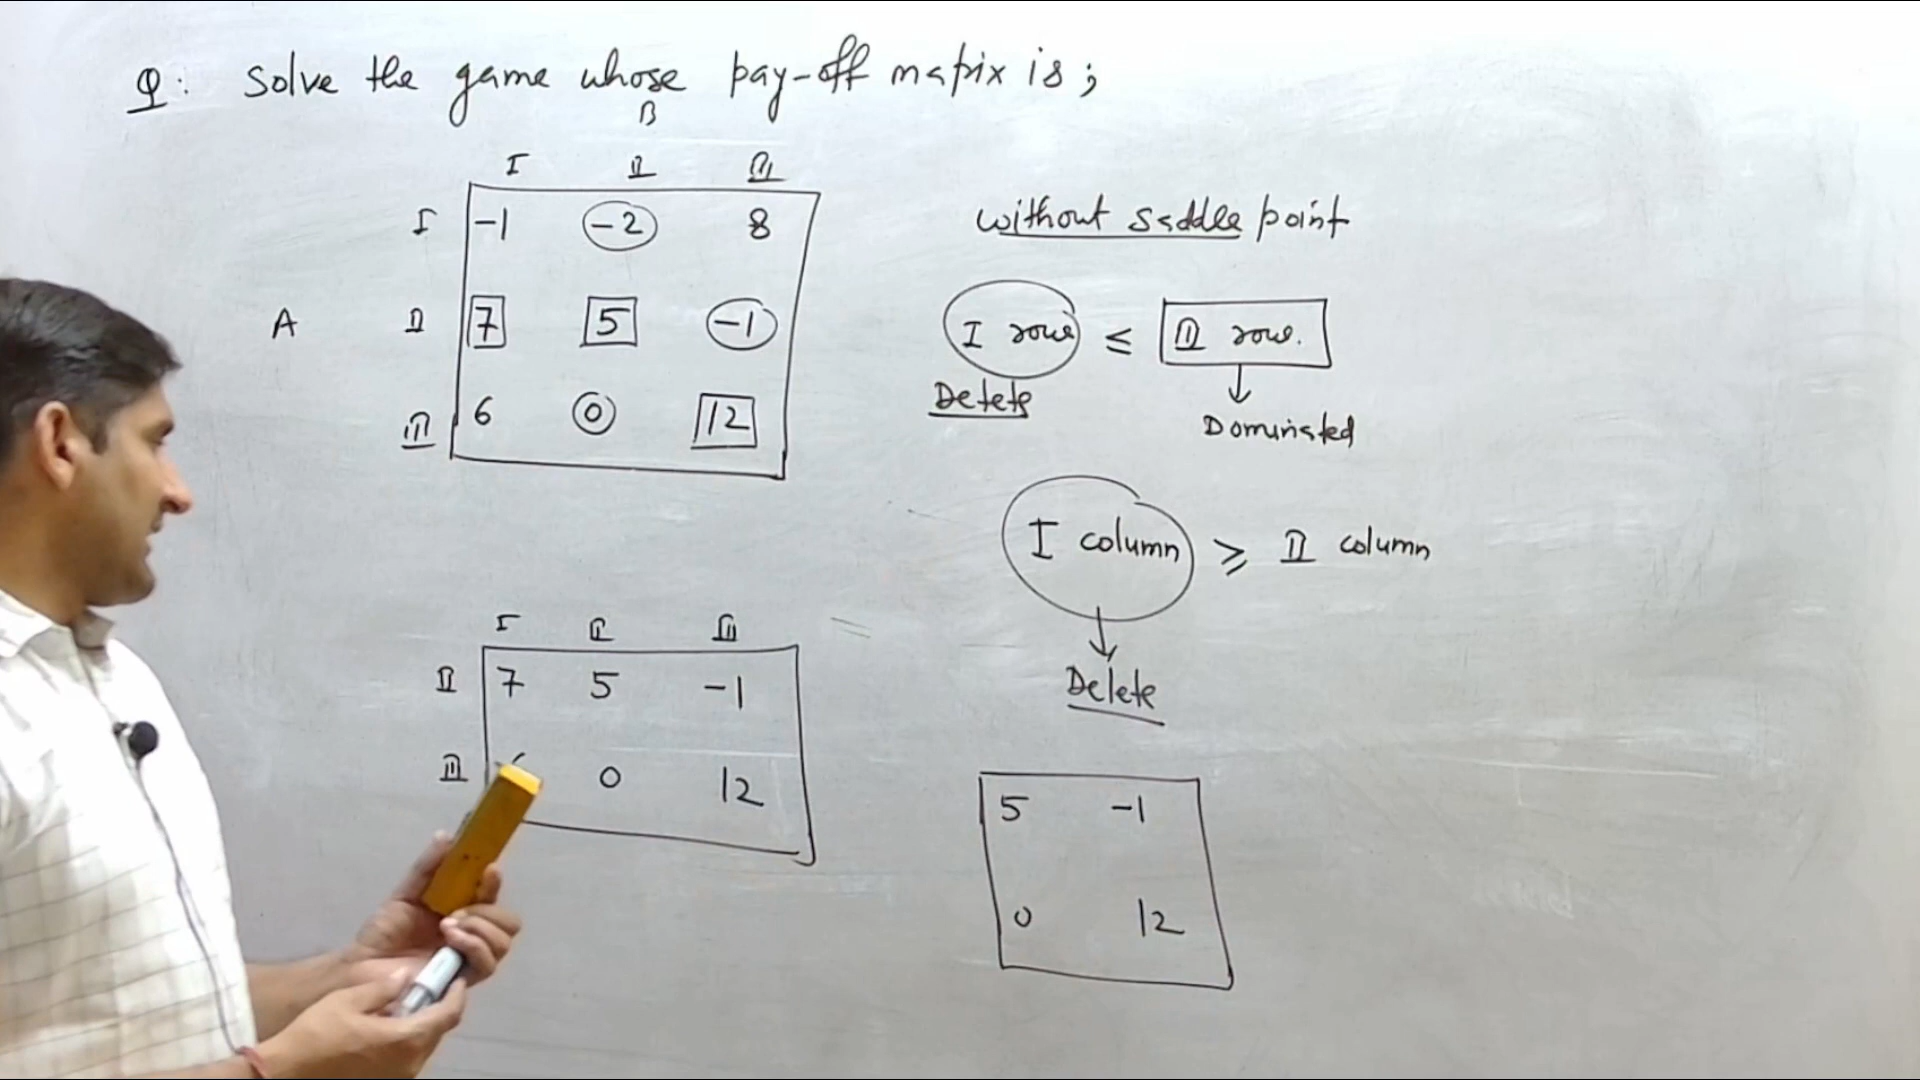 Q: Solve the game whose pay-off matrix is;
B
I II III
I -1 -2 8
A II 7 5 -1
III 6 0 12
without saddle point
I row ≤ III row.
Delete
Dominated
I column ≥ II column
Delete
I II III
II 7 5 -1
III 0 12
5 -1
0 12